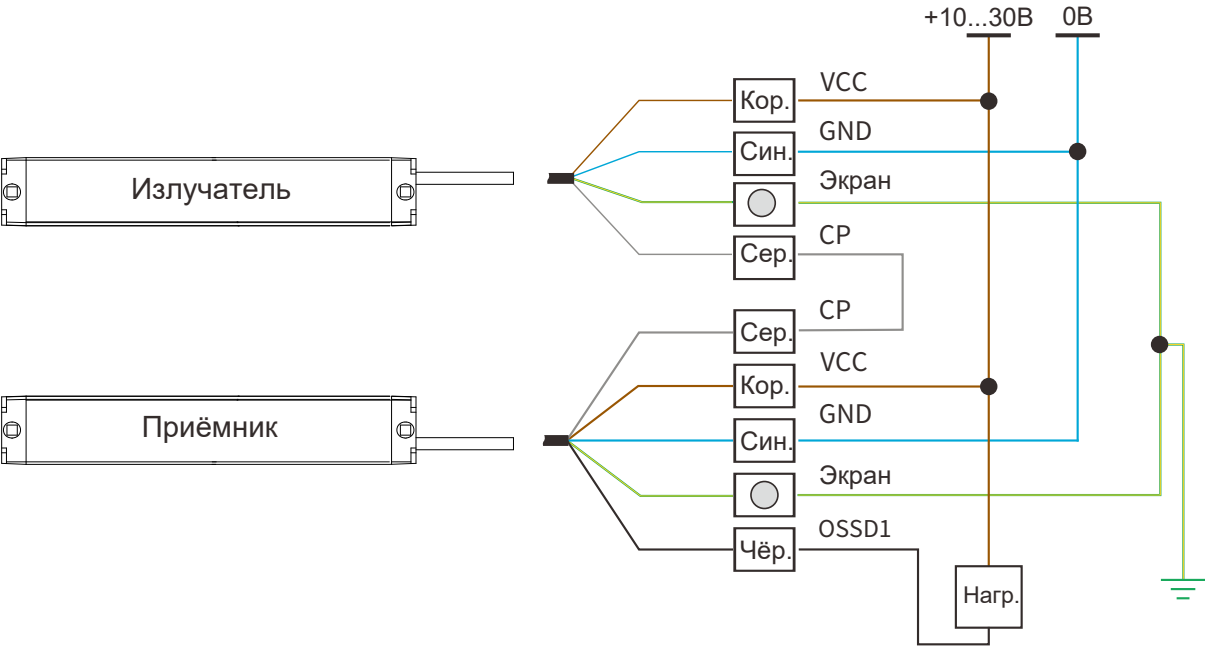 +10...30В
0В
Излучатель
Кор.
VCC
Син.
GND
Экран
Сер.
CP
Приёмник
Сер.
CP
Кор.
VCC
Син.
GND
Экран
Чёр.
OSSD1
Нагр.